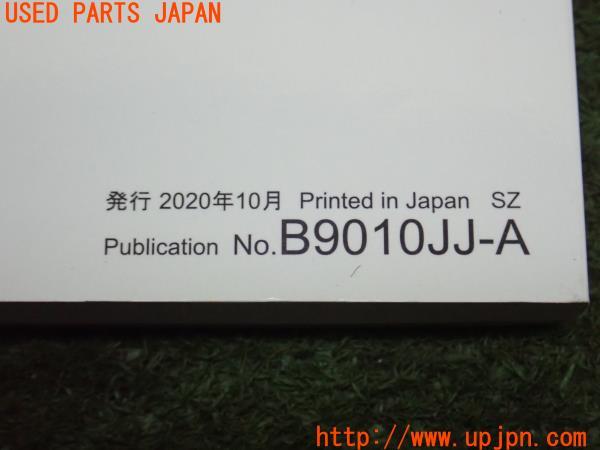 USED PARTS JAPAN
発行 2020年10月 Printed in Japan SZ
Publication No.B9010JJ-A
http://www.upjpn.com/